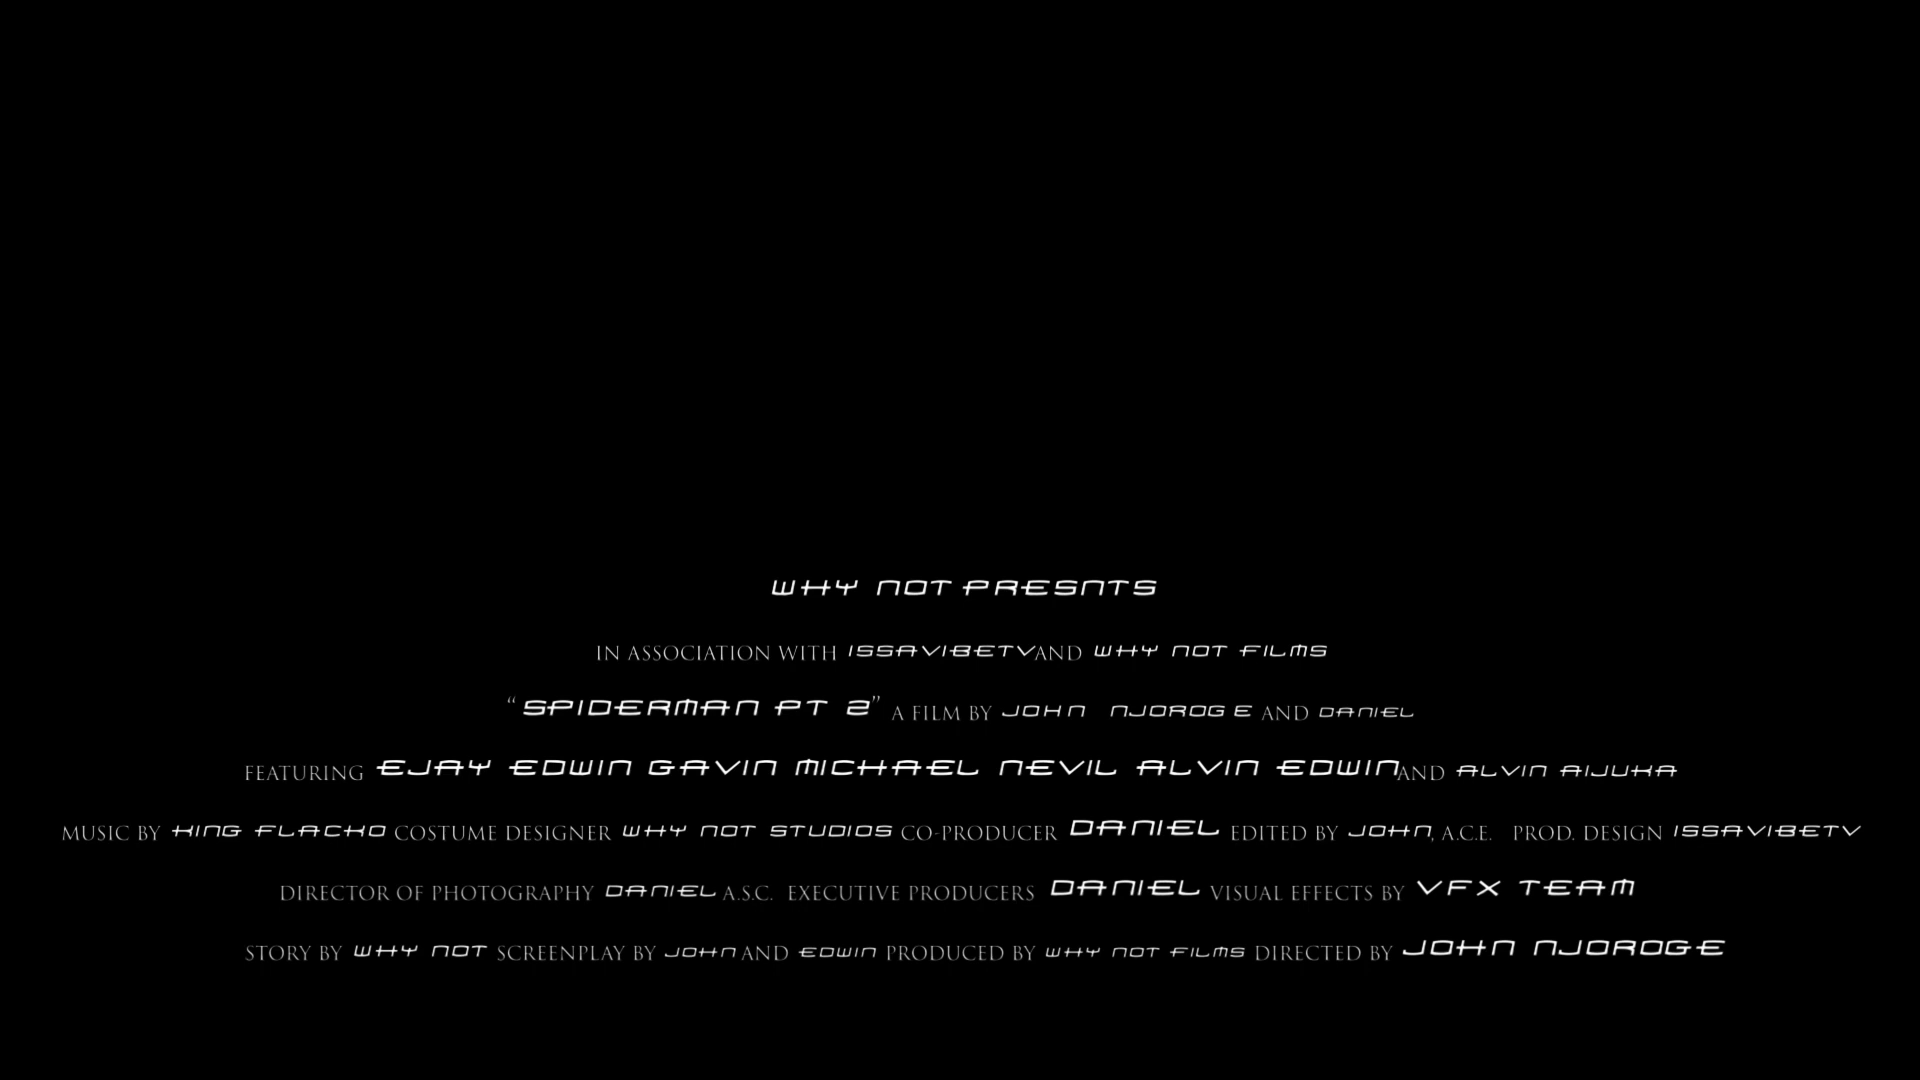 WHY NOT PRESNTS
IN ASSOCIATION WITH ISSAVIBETV AND WHY NOT FILMS
“SPIDERMAN PT 2” A FILM BY JOHN NJOROGE AND DANIEL
FEATURING EJAY EDWIN GAVIN MICHAEL NEVIL ALVIN EDWIN AND ALVIN AIJUKA
MUSIC BY KING FLACKO COSTUME DESIGNER WHY NOT STUDIOS CO-PRODUCER DANIEL EDITED BY JOHN, A.C.E. PROD. DESIGN ISSAVIBETV
DIRECTOR OF PHOTOGRAPHY DANIEL A.S.C. EXECUTIVE PRODUCERS DANIEL VISUAL EFFECTS BY VFX TEAM
STORY BY WHY NOT SCREENPLAY BY JOHN AND EDWIN PRODUCED BY WHY NOT FILMS DIRECTED BY JOHN NJOROGE